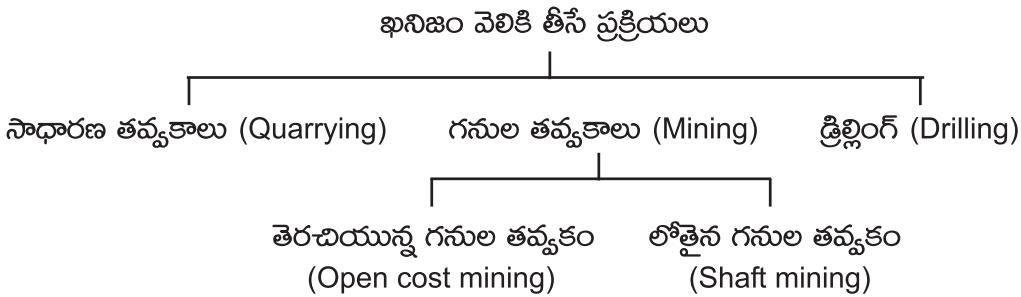 ఖనిజం వెలికి తీసే ప్రక్రియలు
సాధారణ తవ్వకాలు (Quarrying) గనుల తవ్వకాలు (Mining) డ్రిల్లింగ్ (Drilling)
తెరచియున్న గనుల తవ్వకం లోతైన గనుల తవ్వకం
(Open cost mining) (Shaft mining)